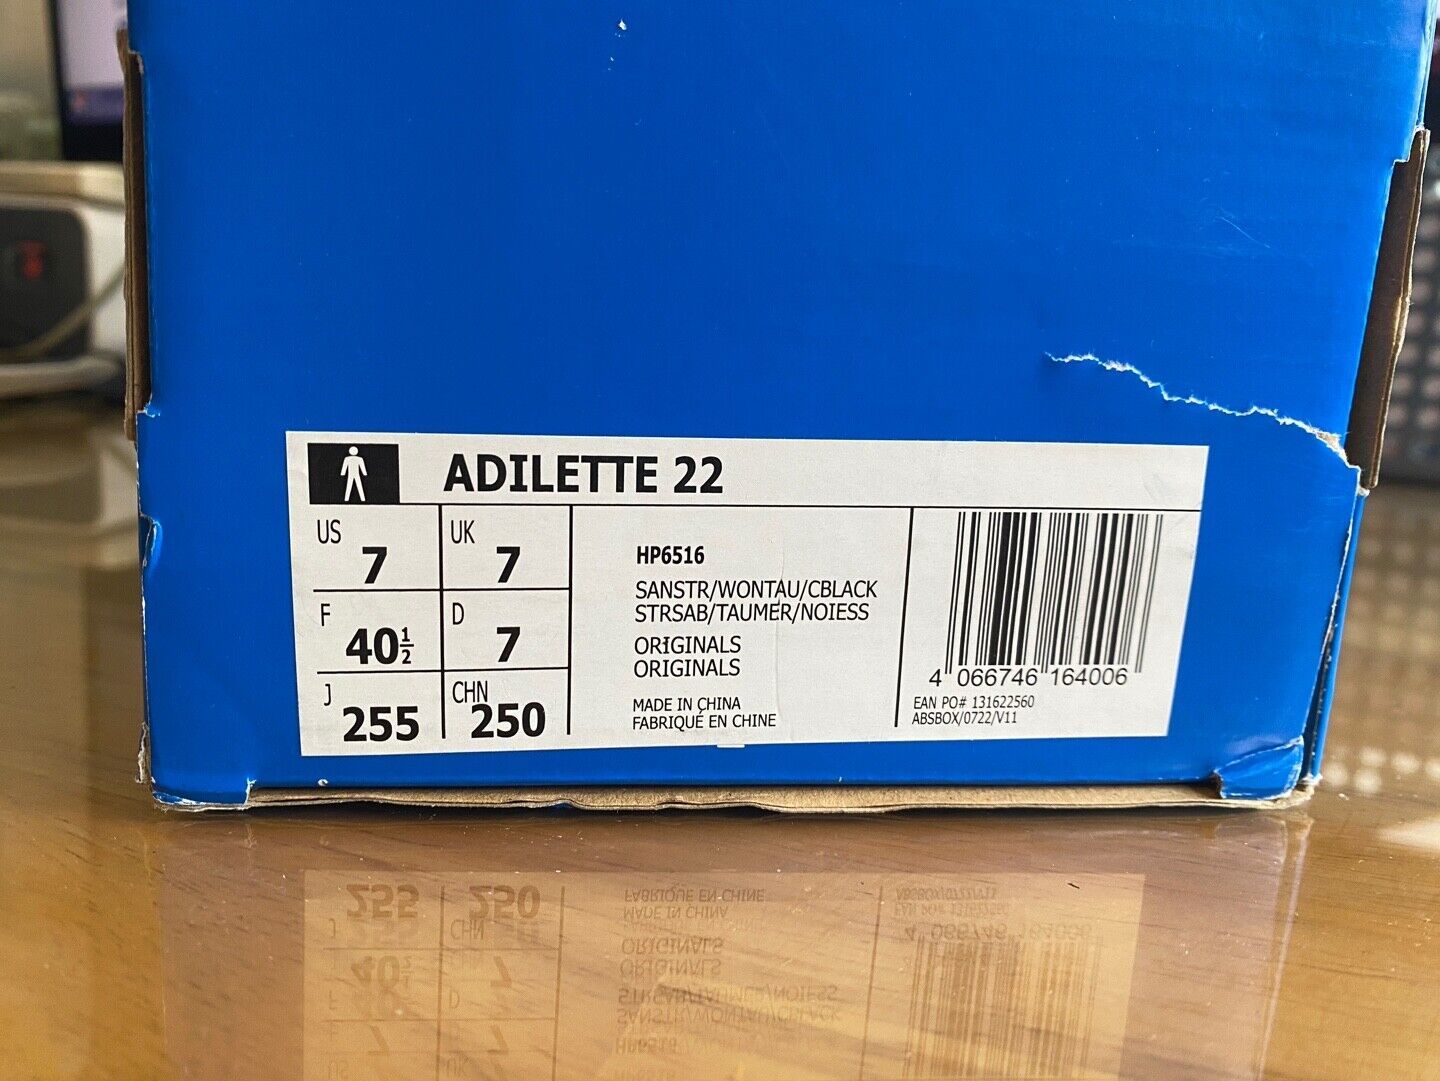 ADILETTE 22
US 7 UK 7
F 40½ D 7
J 255 CHN 250
HP6516
SANSTR/WONTAU/CBLACK
STRSAB/TAUMER/NOIESS
ORIGINALS
ORIGINALS
MADE IN CHINA
FABRIQUÉ EN CHINE
4 066746 164006
EAN PO# 131622560
ABSBOX/0722/V11